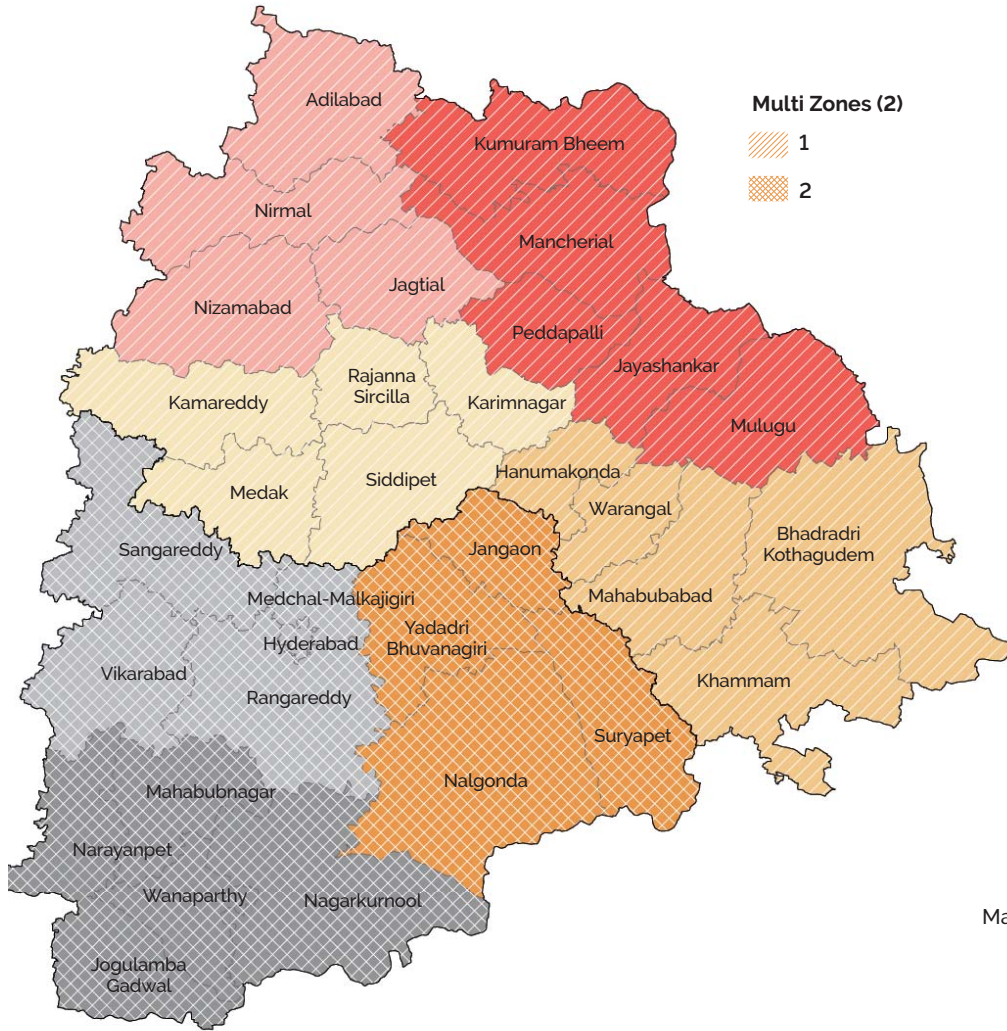 Adilabad
Multi Zones (2)
1
2
Kumuram Bheem
Nirmal
Mancherial
Jagtial
Nizamabad
Peddapalli
Jayashankar
Rajanna
Sircilla
Kamareddy
Karimnagar
Mulugu
Hanumakonda
Siddipet
Medak
Warangal
Bhadradri
Kothagudem
Sangareddy
Jangaon
Medchal-Malkajigiri
Mahabubabad
Yadadri
Bhuvanagiri
Hyderabad
Vikarabad
Khammam
Rangareddy
Suryapet
Nalgonda
Mahabubnagar
Narayanpet
Wanaparthy
Nagarkurnool
Ma
Jogulamba
Gadwal